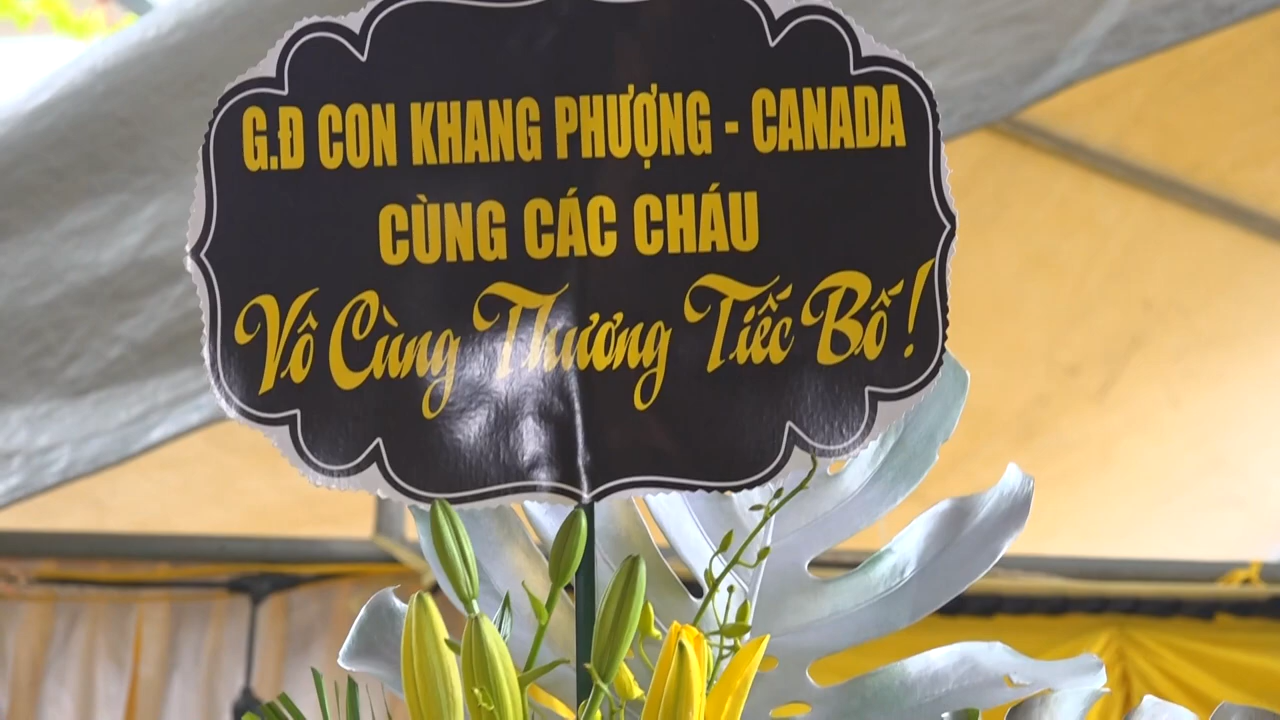 G.Đ CON KHANG PHƯỢNG - CANADA
CÙNG CÁC CHÁU
Vô Cùng Thương Tiếc Bố !